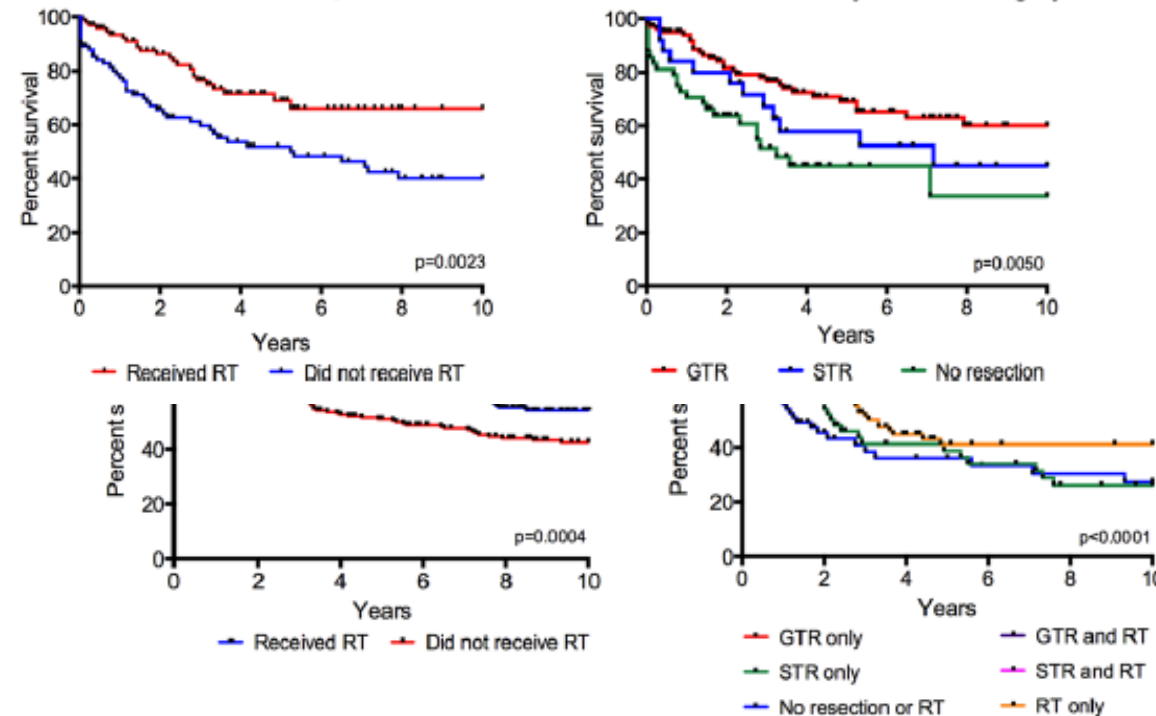 100
80
60
40
20
0
Percent survival
p=0.0023
0 2 4 6 8 10
Years
Received RT Did not receive RT
100
80
60
40
20
0
Percent survival
p=0.0050
0 2 4 6 8 10
Years
GTR STR No resection
40
20
0
Percent s
p=0.0004
0 2 4 6 8 10
Years
Received RT Did not receive RT
40
20
0
Percent s
p<0.0001
0 2 4 6 8 10
Years
GTR only GTR and RT
STR only STR and RT
No resection or RT RT only